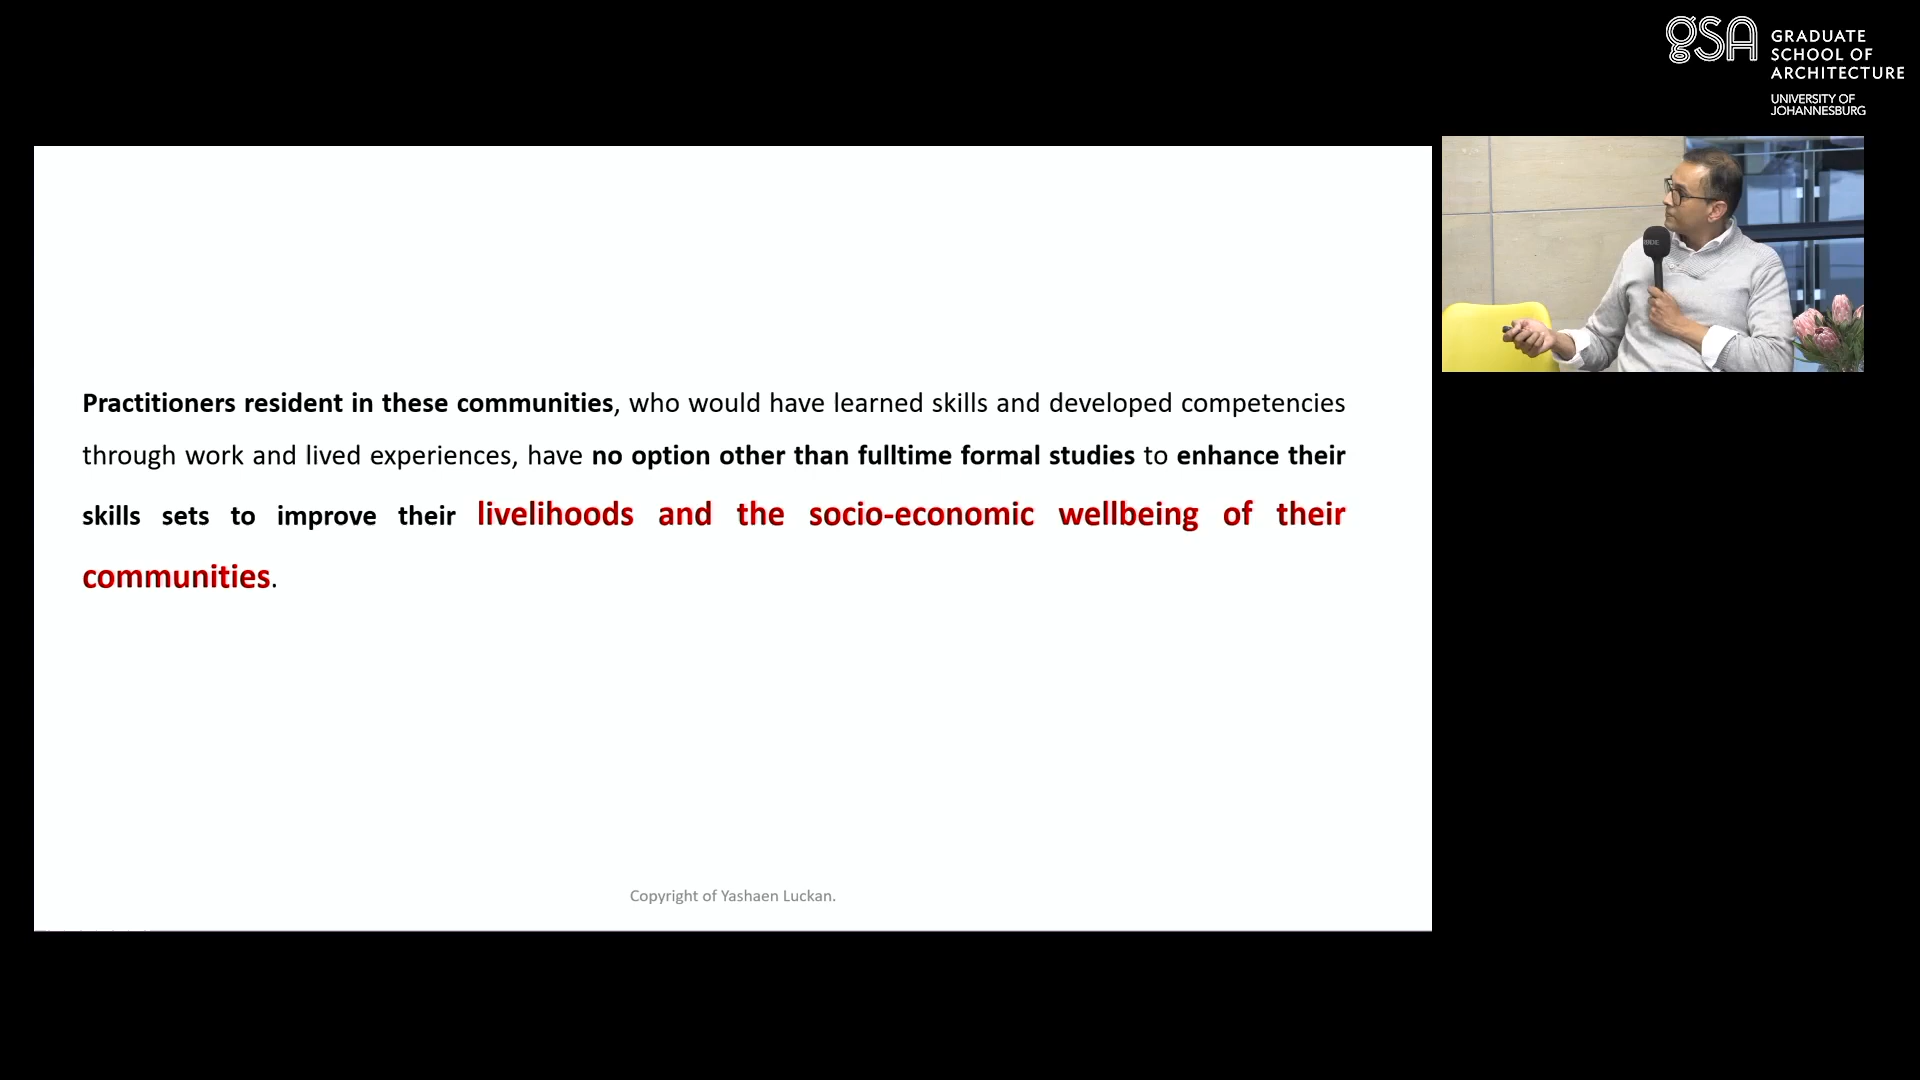 gSA
GRADUATE
SCHOOL OF
ARCHITECTURE
UNIVERSITY OF
JOHANNESBURG
Practitioners resident in these communities, who would have learned skills and developed competencies
through work and lived experiences, have no option other than fulltime formal studies to enhance their
skills sets to improve their livelihoods and the socio-economic wellbeing of their
communities.
Copyright of Yashaen Luckan.